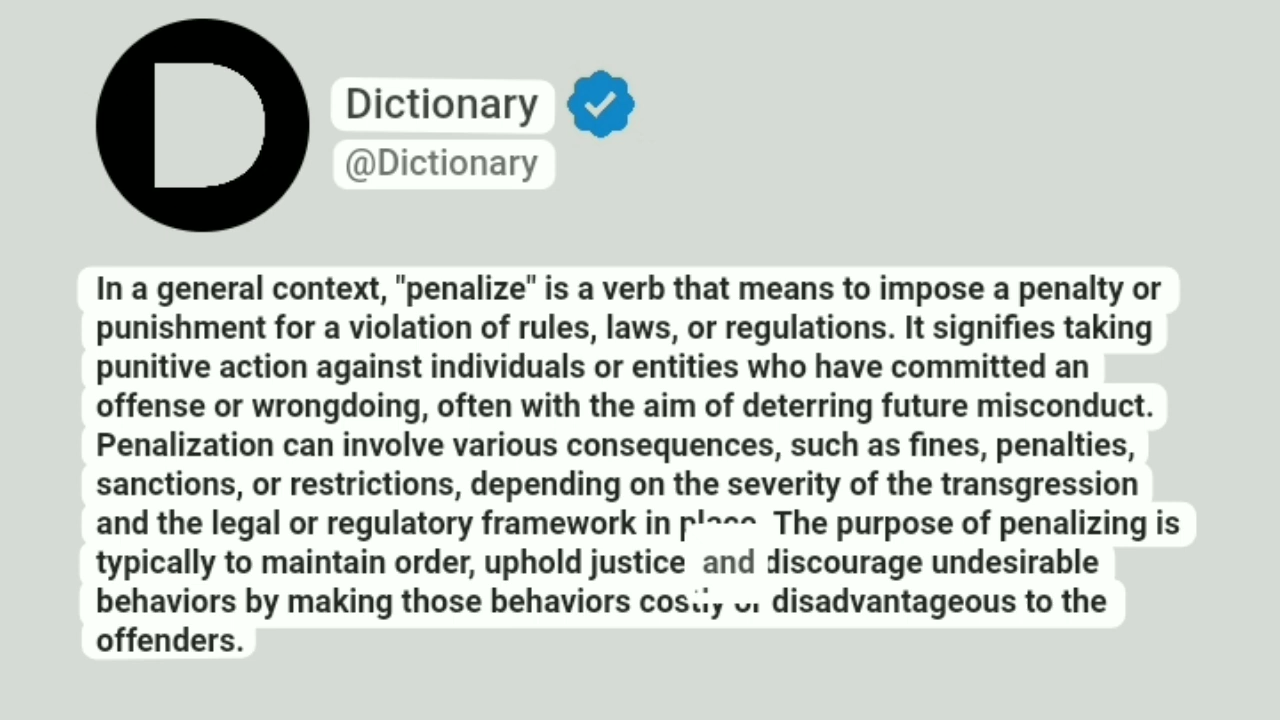 D
Dictionary
@Dictionary
In a general context, "penalize" is a verb that means to impose a penalty or
punishment for a violation of rules, laws, or regulations. It signifies taking
punitive action against individuals or entities who have committed an
offense or wrongdoing, often with the aim of deterring future misconduct.
Penalization can involve various consequences, such as fines, penalties,
sanctions, or restrictions, depending on the severity of the transgression
and the legal or regulatory framework in The purpose of penalizing is
typically to maintain order, uphold justice and discourage undesirable
behaviors by making those behaviors costly or disadvantageous to the
offenders.